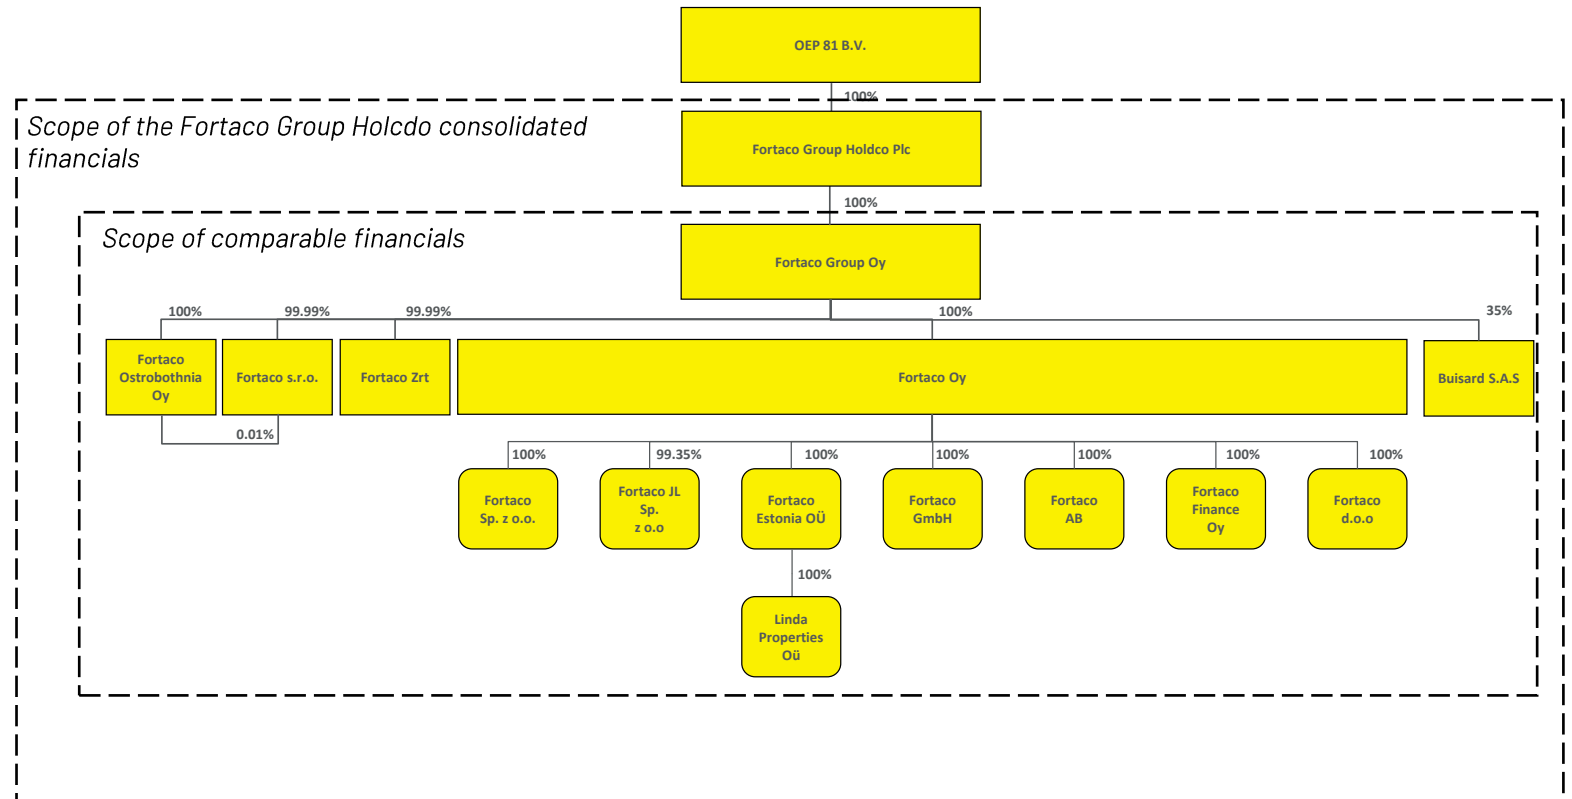 OEP 81 B.V.
100%
Scope of the Fortaco Group Holcdo consolidated
financials
Fortaco Group Holdco Plc
100%
Scope of comparable financials
Fortaco Group Oy
100%
99.99%
99.99%
100%
35%
Fortaco
Ostrobothnia
Oy
Fortaco s.r.o.
Fortaco Zrt
Fortaco Oy
Buisard S.A.S
0.01%
100%
99.35%
100%
100%
100%
100%
100%
Fortaco
Sp. z o.o.
Fortaco JL
Sp.
z o.o
Fortaco
Estonia OÜ
Fortaco
GmbH
Fortaco
AB
Fortaco
Finance
Oy
Fortaco
d.o.o
100%
Linda
Properties
Oü